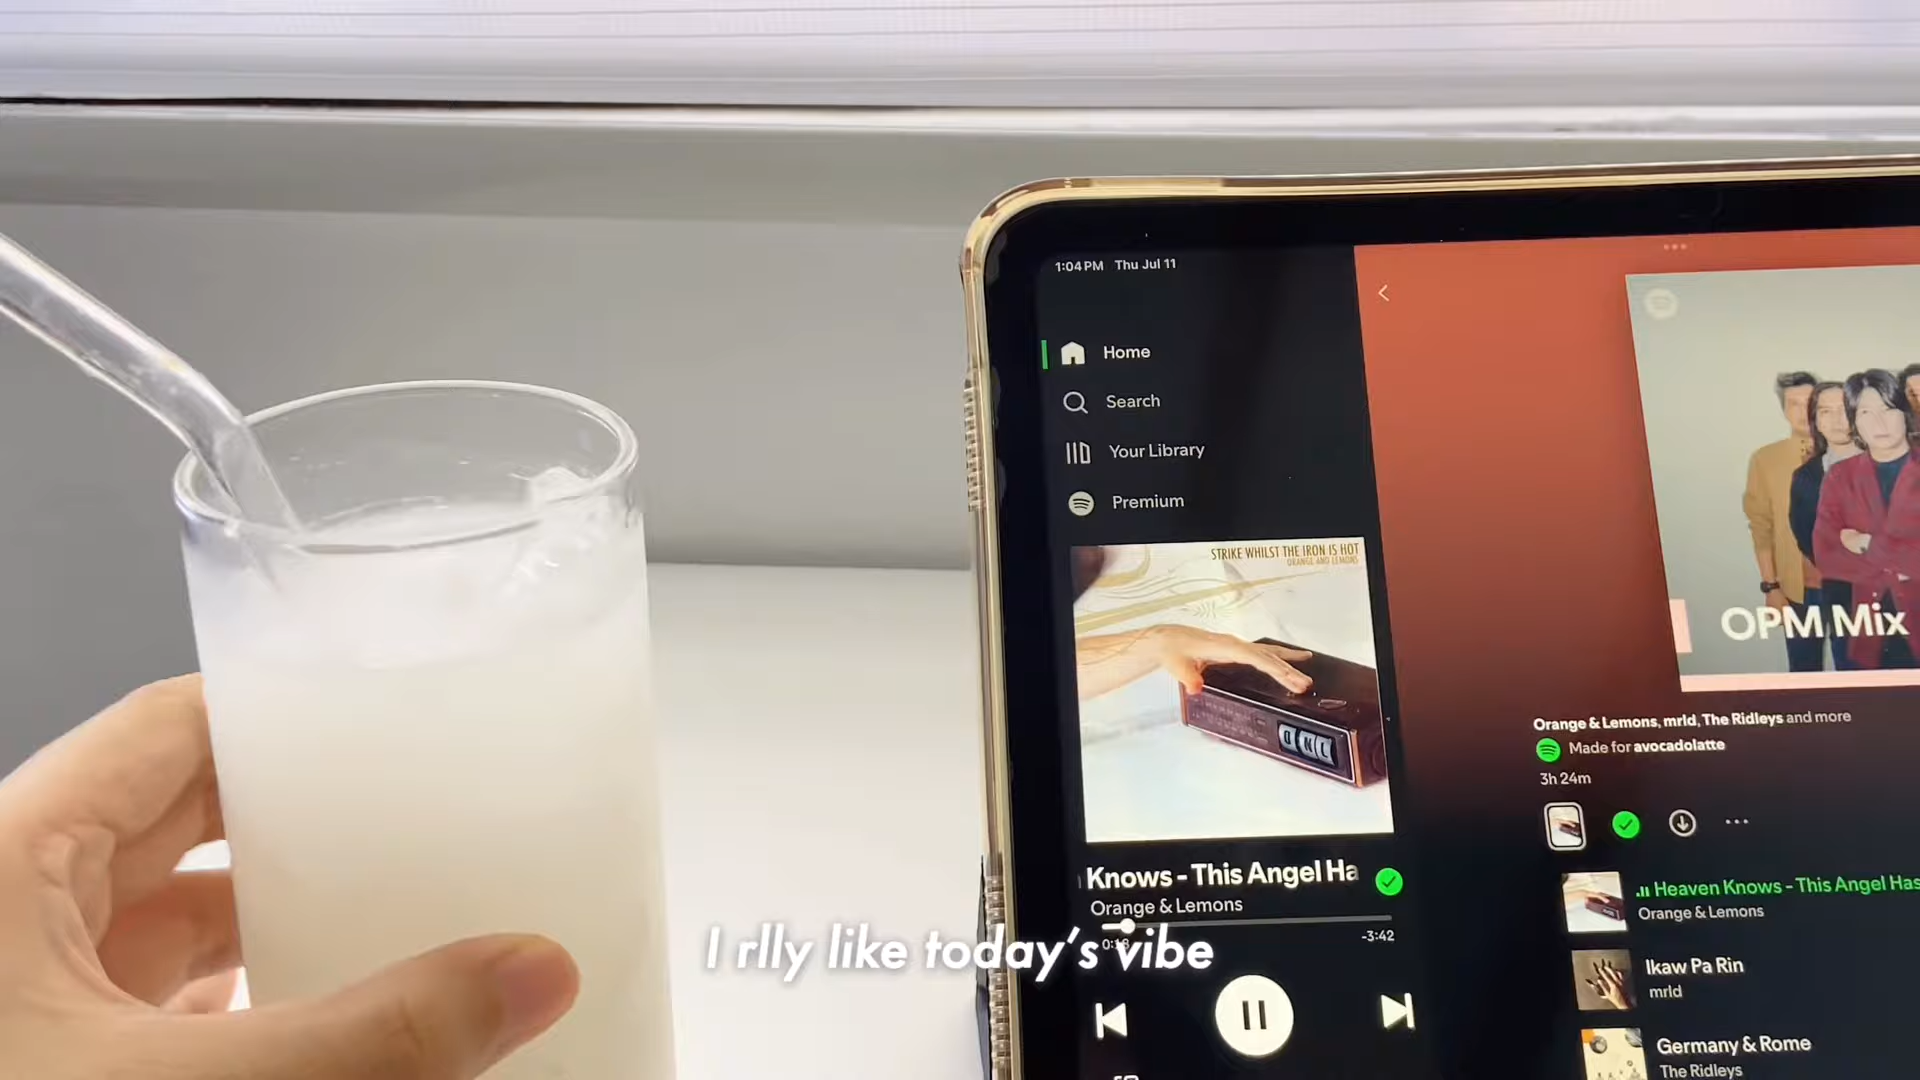 1:04 PM Thu Jul 11
Home
Search
Your Library
Premium
STRIKE WHILST THE IRON IS HOT
ORANGE AND LEMONS
ONL
Knows - This Angel Ha
Orange & Lemons
0:18
-3:42
OPM Mix
Orange & Lemons, mrld, The Ridleys and more
Made for avocadolatte
3h 24m
Heaven Knows - This Angel Has
Orange & Lemons
Ikaw Pa Rin
mrld
Germany & Rome
The Ridleys
I rlly like today's vibe